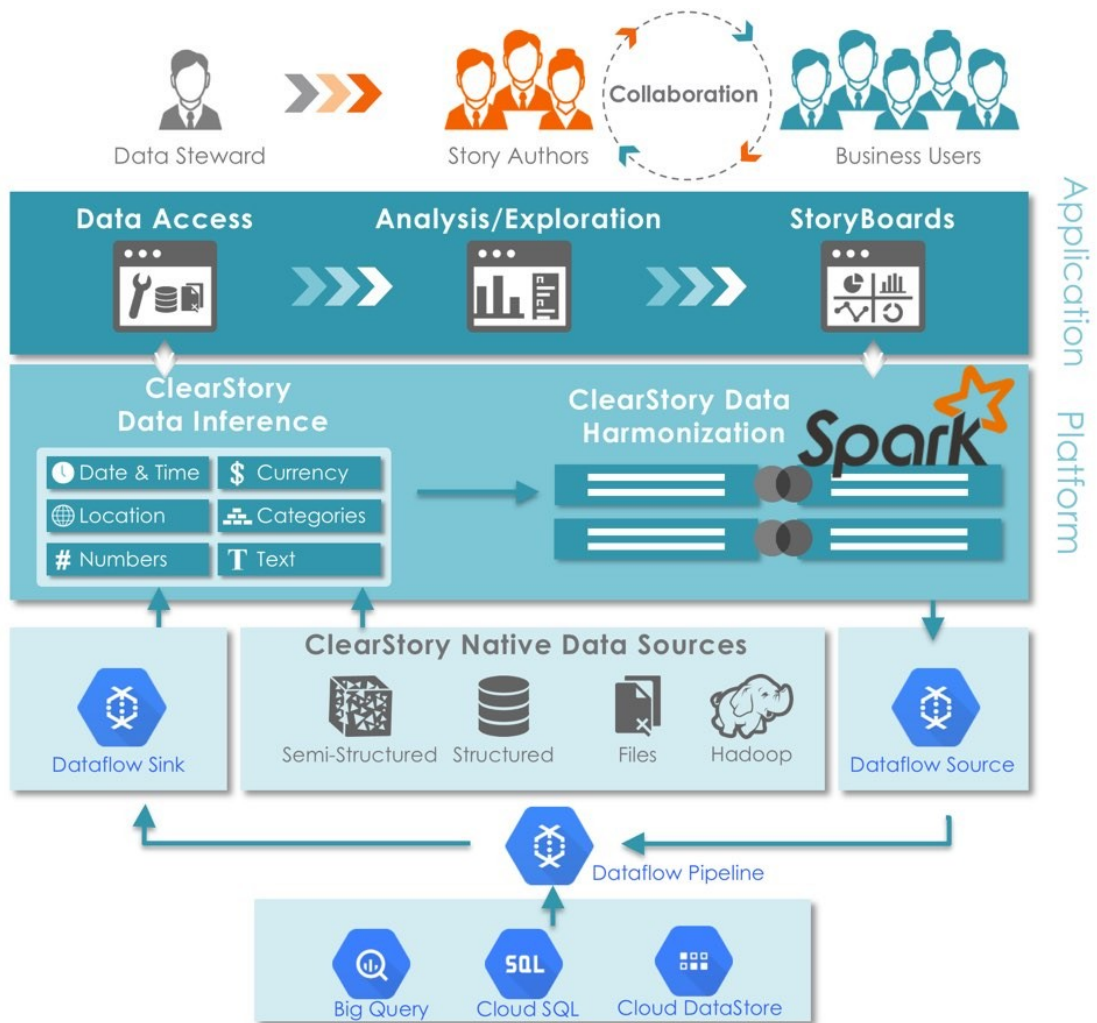 Data Steward
Story Authors
Collaboration
Business Users
Data Access
Analysis/Exploration
StoryBoards
Application
ClearStory
Data Inference
Date & Time
$ Currency
Location
Categories
# Numbers
T Text
ClearStory Data
Harmonization
Spark
Platform
Dataflow Sink
ClearStory Native Data Sources
Semi-Structured
Structured
Files
Hadoop
Dataflow Source
Dataflow Pipeline
Big Query
SQL
Cloud SQL
Cloud DataStore